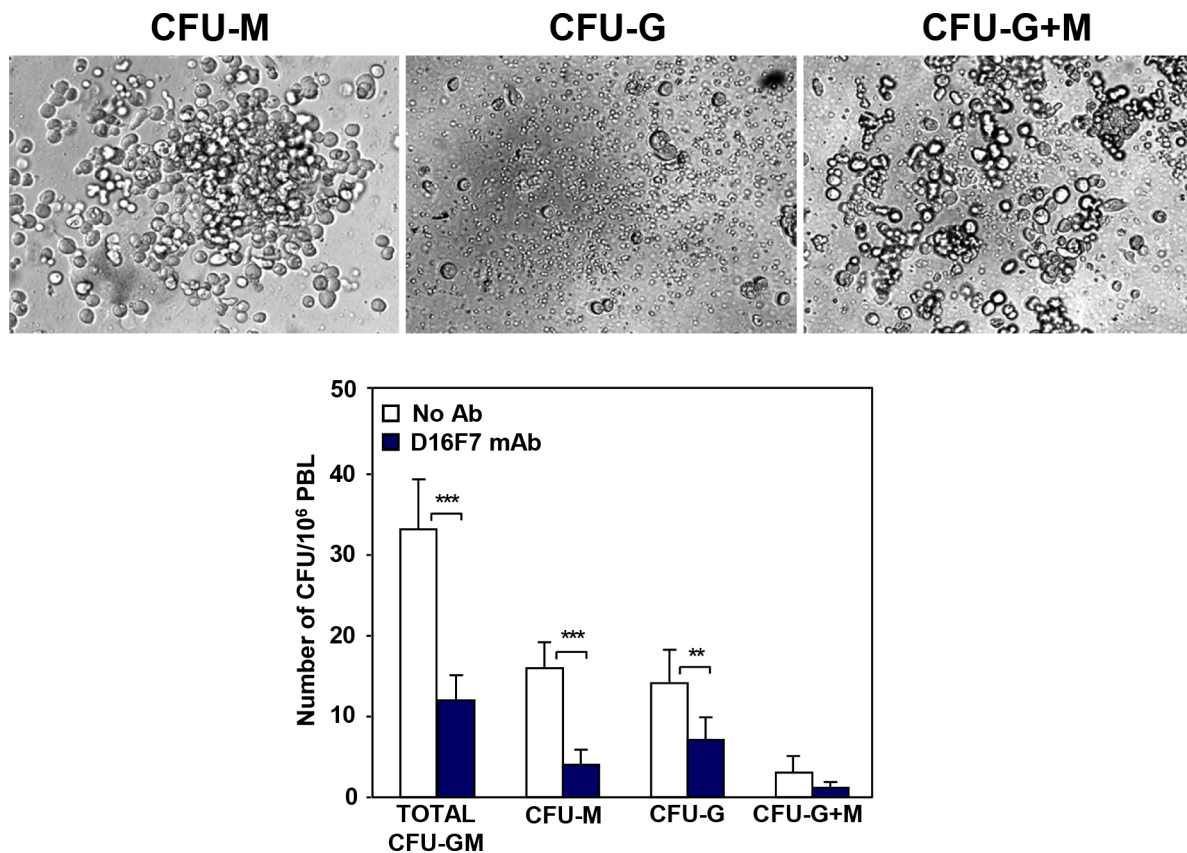 CFU-M
CFU-G
CFU-G+M
50
40
30
20
10
0
Number of CFU/10⁶ PBL
No Ab
D16F7 mAb
***
***
**
TOTAL
CFU-GM
CFU-M
CFU-G
CFU-G+M